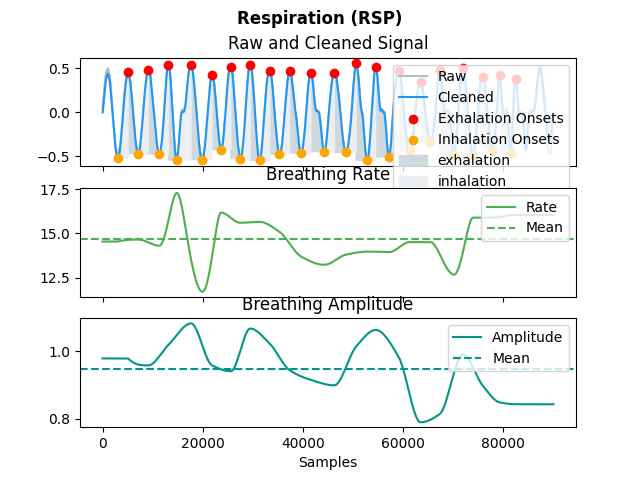 Respiration (RSP)
Raw and Cleaned Signal
0.5
0.0
−0.5
Raw
Cleaned
Exhalation Onsets
Inhalation Onsets
exhalation
inhalation
Breathing Rate
17.5
15.0
12.5
Rate
Mean
Breathing Amplitude
1.0
0.8
Amplitude
Mean
0 20000 40000 60000 80000
Samples